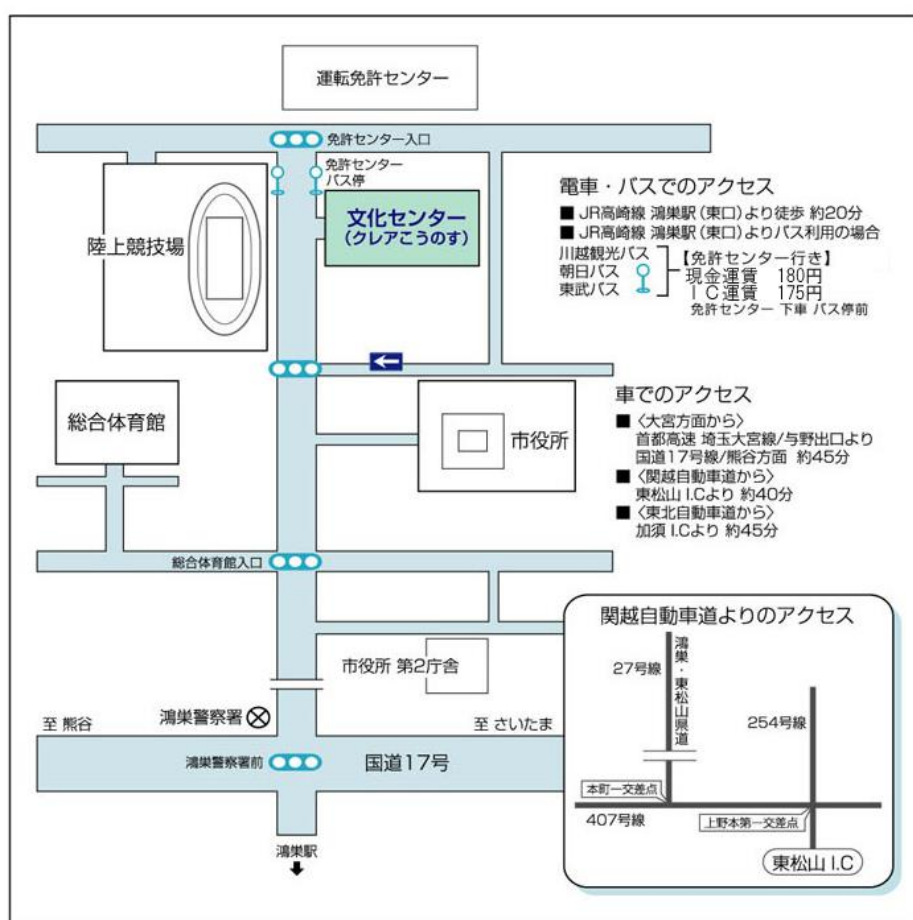 運転免許センター
免許センター入口
免許センター
バス停
文化センター
(クレアこうのす)
陸上競技場
電車・バスでのアクセス
■ JR高崎線 鴻巣駅(東口)より徒歩 約20分
■ JR高崎線 鴻巣駅(東口)よりバス利用の場合
川越観光バス
朝日バス
東武バス
【免許センター行き】
現金運賃 180円
IC運賃 175円
免許センター 下車 バス停前
総合体育館
市役所
車でのアクセス
■〈大宮方面から〉
首都高速 埼玉大宮線/与野出口より
国道17号線/熊谷方面 約45分
■〈関越自動車道から〉
東松山 I.Cより 約40分
■〈東北自動車道から〉
加須 I.Cより 約45分
総合体育館入口
市役所 第2庁舎
鴻巣警察署
至 熊谷
至 さいたま
鴻巣警察署前
国道17号
鴻巣駅
関越自動車道よりのアクセス
27号線
鴻巣・東松山県道
254号線
本町一交差点
407号線
上野本第一交差点
東松山 I.C